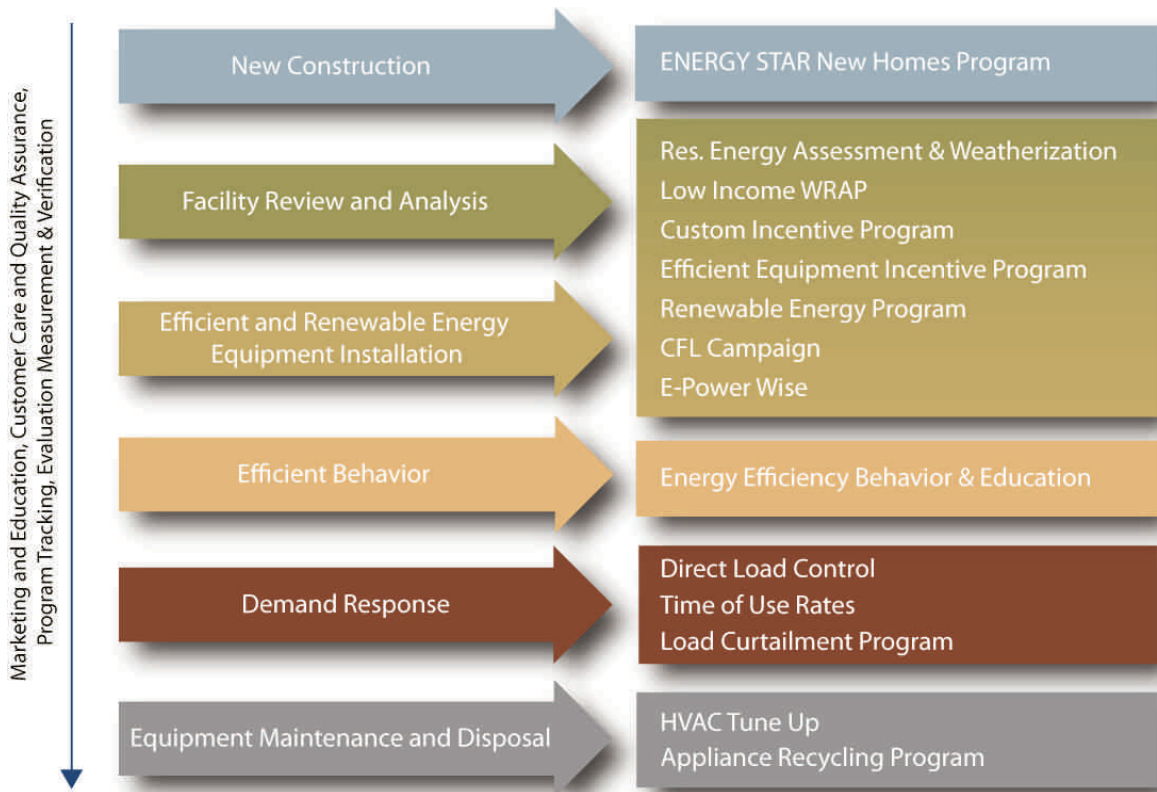 Marketing and Education, Customer Care and Quality Assurance,
Program Tracking, Evaluation Measurement & Verification
New Construction
ENERGY STAR New Homes Program
Facility Review and Analysis
Efficient and Renewable Energy
Equipment Installation
Res. Energy Assessment & Weatherization
Low Income WRAP
Custom Incentive Program
Efficient Equipment Incentive Program
Renewable Energy Program
CFL Campaign
E-Power Wise
Efficient Behavior
Energy Efficiency Behavior & Education
Demand Response
Direct Load Control
Time of Use Rates
Load Curtailment Program
Equipment Maintenance and Disposal
HVAC Tune Up
Appliance Recycling Program